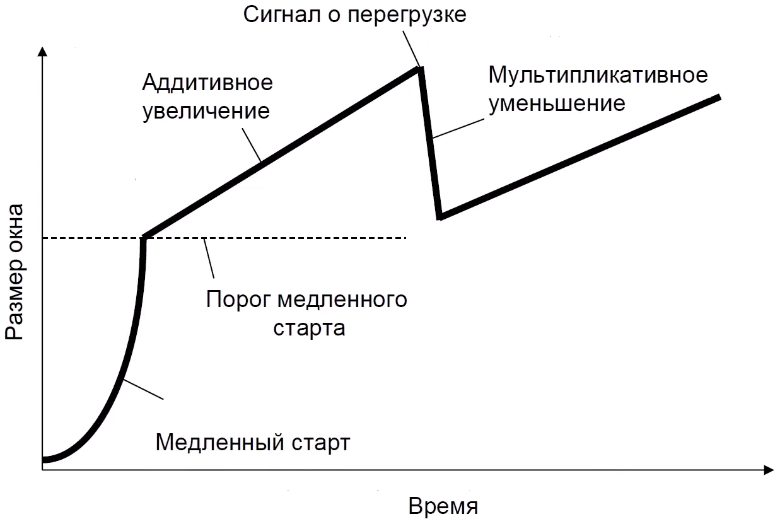 Сигнал о перегрузке
Аддитивное
увеличение
Мультипликативное
уменьшение
Размер окна
Порог медленного
старта
Медленный старт
Время